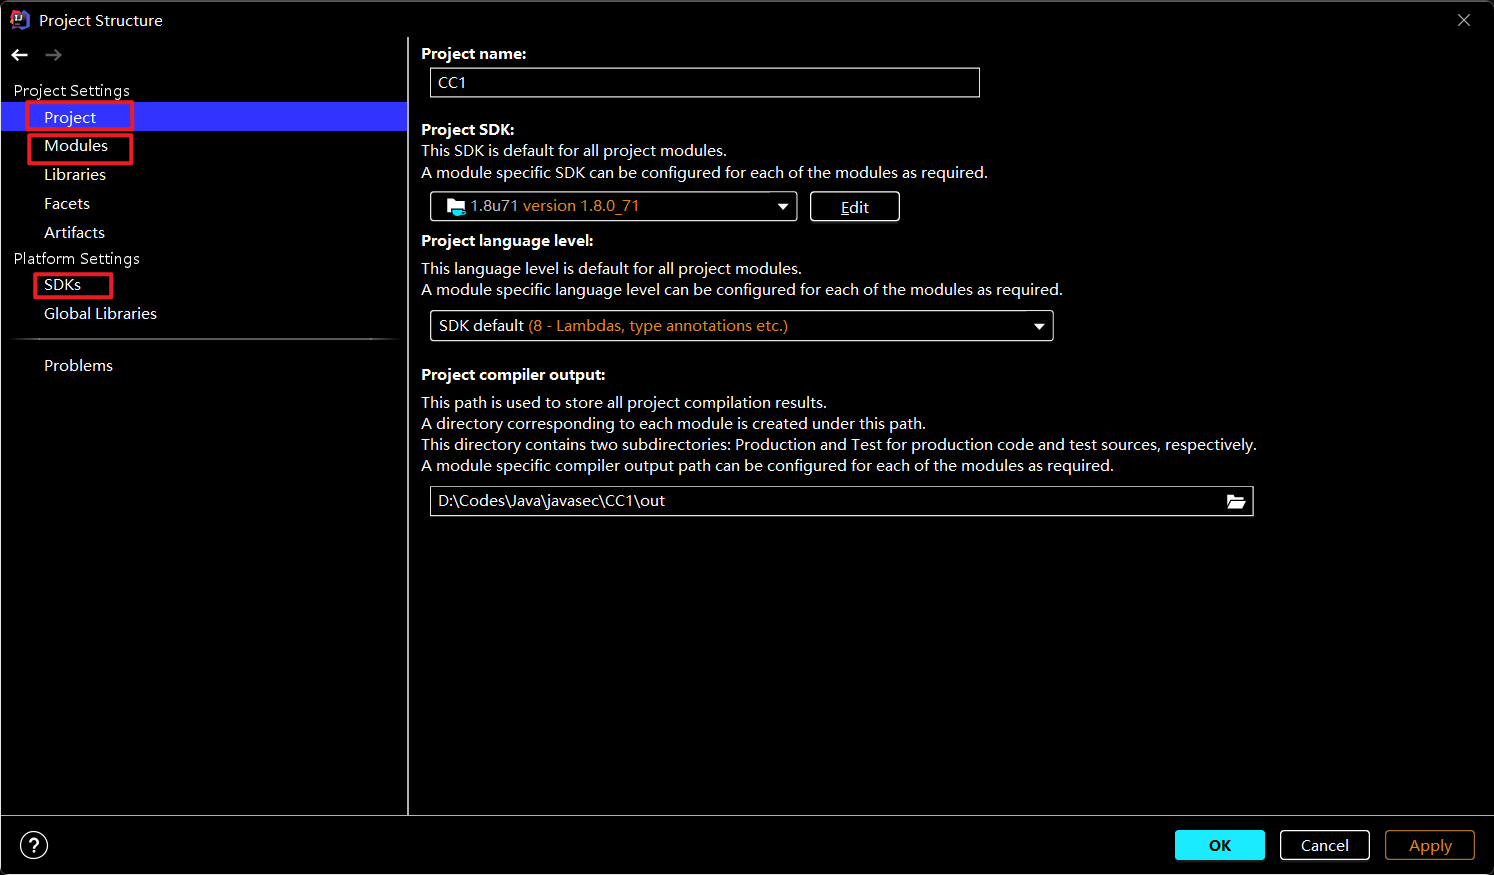 Project Structure
Project Settings
Project
Modules
Libraries
Facets
Artifacts
Platform Settings
SDKs
Global Libraries
Problems
Project name:
CC1
Project SDK:
This SDK is default for all project modules.
A module specific SDK can be configured for each of the modules as required.
1.8u71 version 1.8.0_71
Edit
Project language level:
This language level is default for all project modules.
A module specific language level can be configured for each of the modules as required.
SDK default (8 - Lambdas, type annotations etc.)
Project compiler output:
This path is used to store all project compilation results.
A directory corresponding to each module is created under this path.
This directory contains two subdirectories: Production and Test for production code and test sources, respectively.
A module specific compiler output path can be configured for each of the modules as required.
D:\Codes\Java\javasec\CC1\out
?
OK
Cancel
Apply